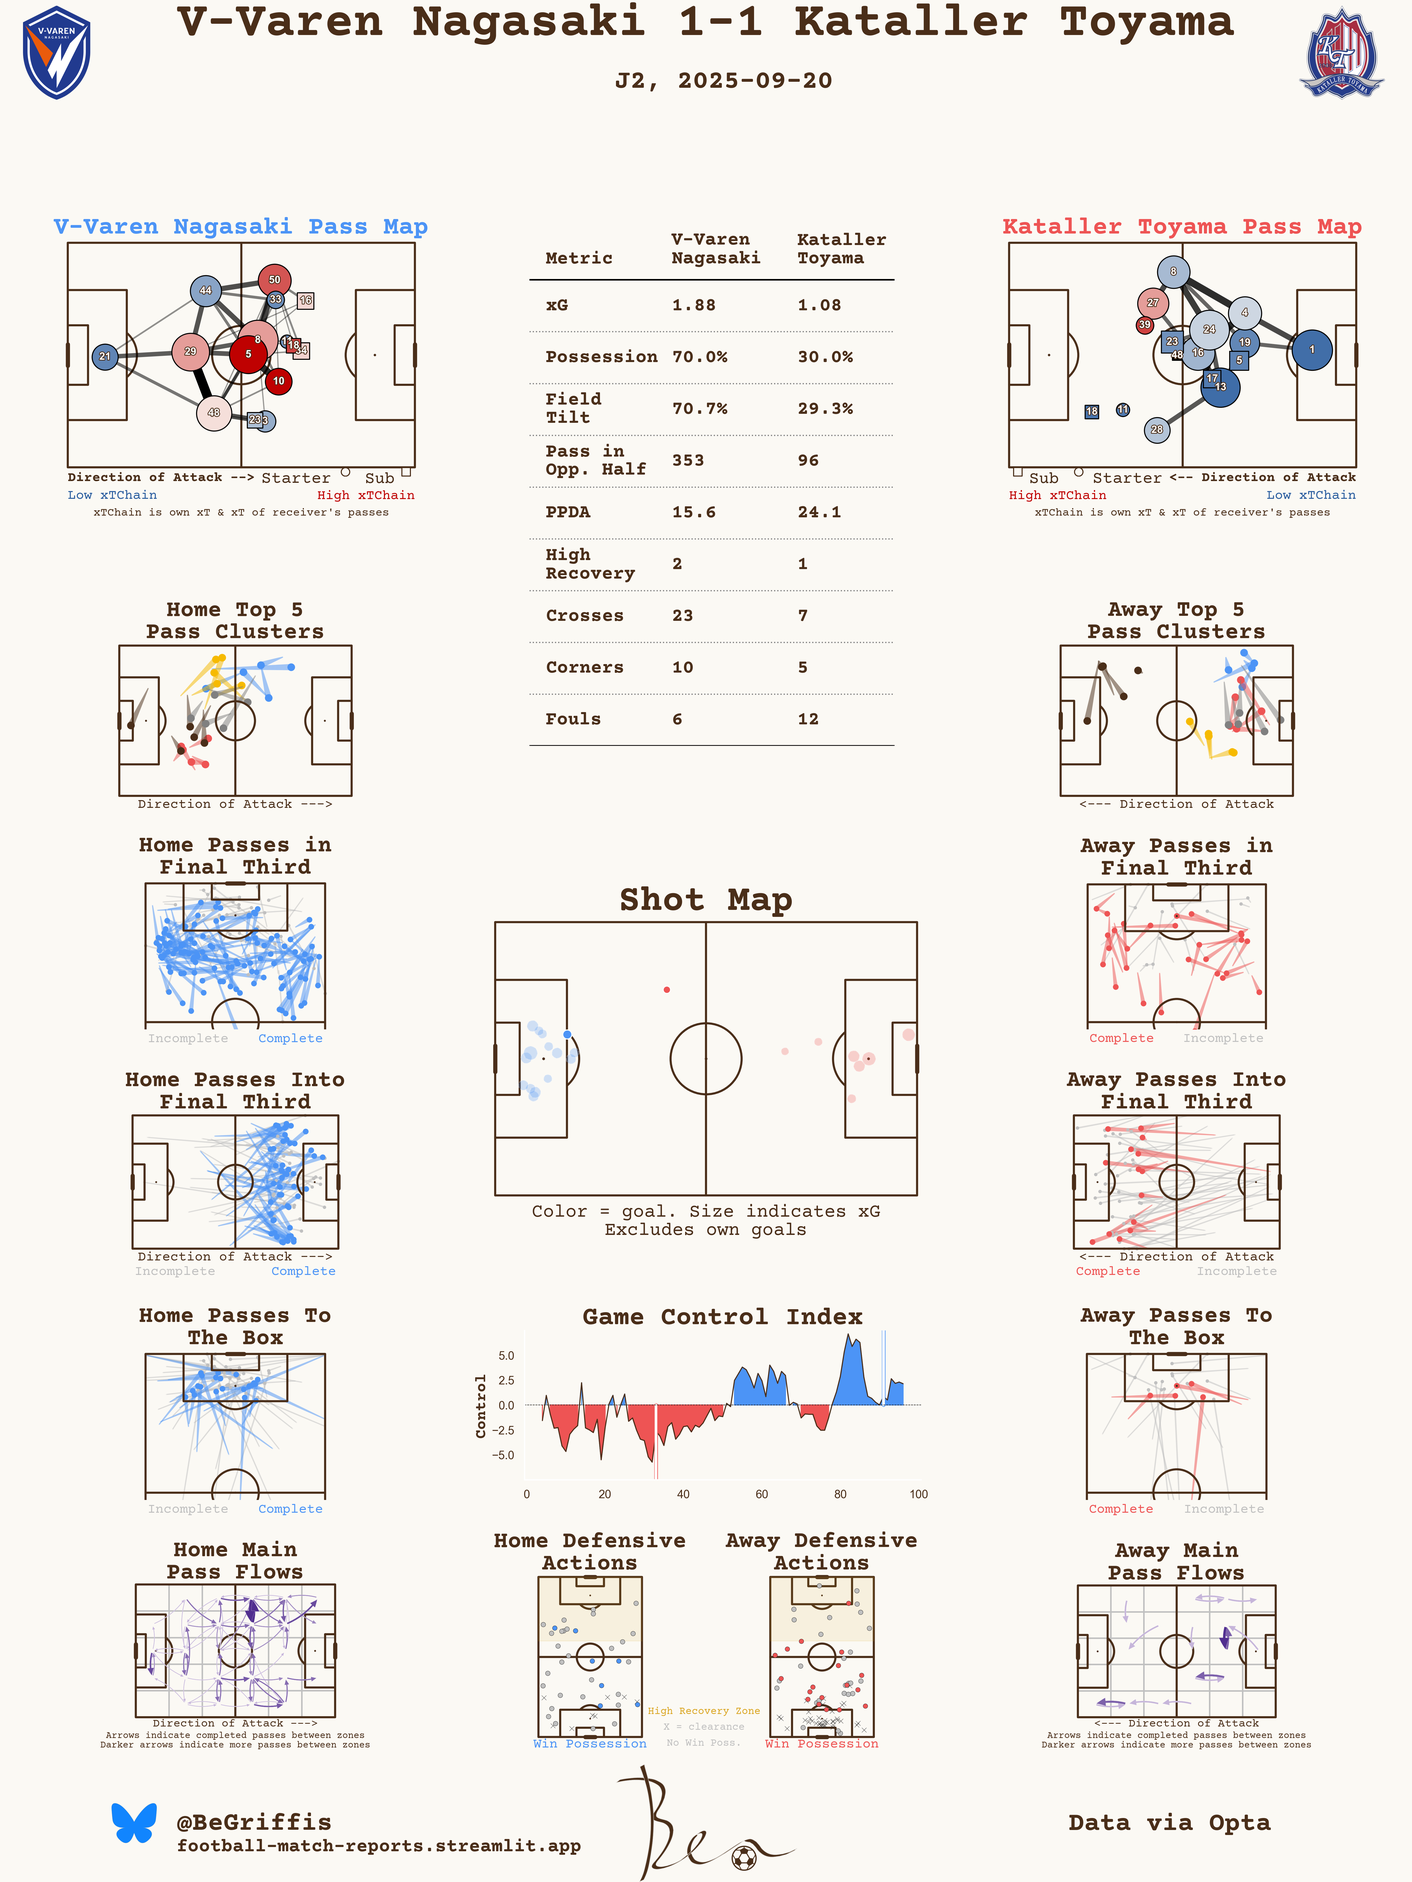 V-Varen Nagasaki 1-1 Kataller Toyama
J2, 2025-09-20
V-VAREN
NAGASAKI
KT
KATALLER TOYAMA
V-Varen Nagasaki Pass Map
44
50
33
16
21
29
8
5
18
34
10
48
23
Direction of Attack --> Starter Sub
Low xTChain High xTChain
xTChain is own xT & xT of receiver's passes
Metric V-Varen Nagasaki Kataller Toyama
xG 1.88 1.08
Possession 70.0% 30.0%
Field Tilt 70.7% 29.3%
Pass in Opp. Half 353 96
PPDA 15.6 24.1
High Recovery 2 1
Crosses 23 7
Corners 10 5
Fouls 6 12
Kataller Toyama Pass Map
8
27
39
4
24
23
48
16
19
5
1
17
13
18
11
28
Sub Starter <-- Direction of Attack
High xTChain Low xTChain
xTChain is own xT & xT of receiver's passes
Home Top 5
Pass Clusters
Direction of Attack --->
Away Top 5
Pass Clusters
<--- Direction of Attack
Home Passes in
Final Third
Incomplete Complete
Away Passes in
Final Third
Complete Incomplete
Shot Map
Color = goal. Size indicates xG
Excludes own goals
Home Passes Into
Final Third
Direction of Attack --->
Incomplete Complete
Away Passes Into
Final Third
<--- Direction of Attack
Complete Incomplete
Home Passes To
The Box
Incomplete Complete
Game Control Index
Control
5.0
2.5
0.0
−2.5
−5.0
0 20 40 60 80 100
Away Passes To
The Box
Complete Incomplete
Home Main
Pass Flows
Direction of Attack --->
Arrows indicate completed passes between zones
Darker arrows indicate more passes between zones
Home Defensive
Actions
Win Possession
High Recovery Zone
X = clearance
No Win Poss.
Away Defensive
Actions
Win Possession
Away Main
Pass Flows
<--- Direction of Attack
Arrows indicate completed passes between zones
Darker arrows indicate more passes between zones
@BeGriffis
football-match-reports.streamlit.app
Ben
Data via Opta